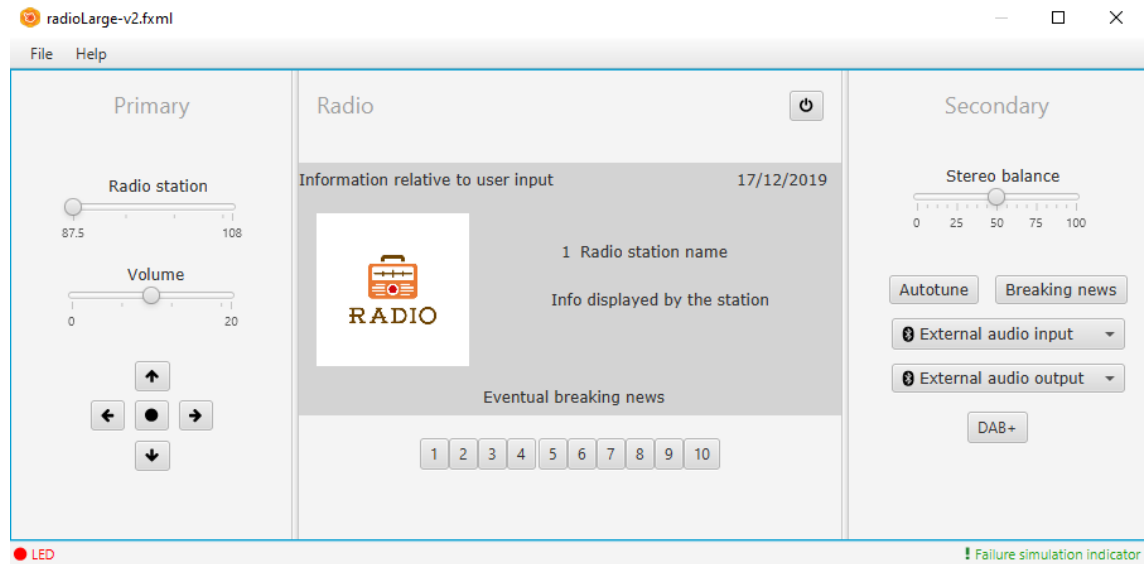 radioLarge-v2.fxml
File Help
Primary
Radio station
87.5 108
Volume
0 20
Radio
Information relative to user input 17/12/2019
RADIO
1 Radio station name
Info displayed by the station
Eventual breaking news
1 2 3 4 5 6 7 8 9 10
Secondary
Stereo balance
0 25 50 75 100
Autotune Breaking news
External audio input
External audio output
DAB+
LED
! Failure simulation indicator